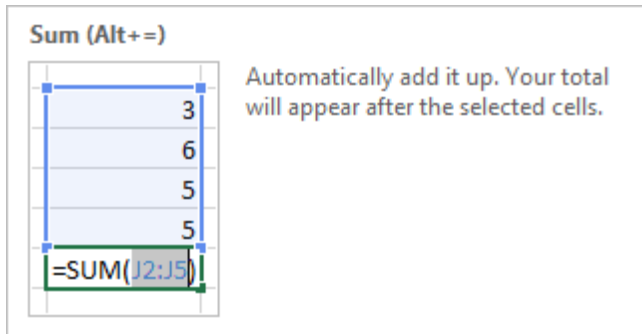 Sum (Alt+=)
Automatically add it up. Your total
will appear after the selected cells.
3
6
5
5
=SUM(J2:J5)